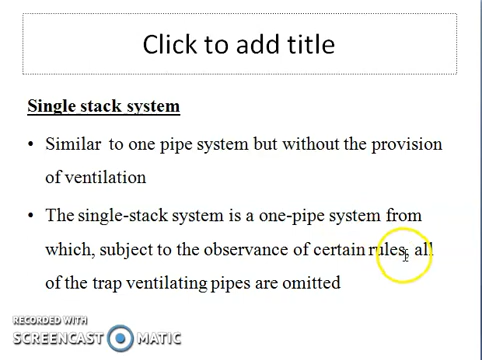 Click to add title
Single stack system
• Similar to one pipe system but without the provision
of ventilation
• The single-stack system is a one-pipe system from
which, subject to the observance of certain rules, all
of the trap ventilating pipes are omitted
RECORDED WITH
SCREENCAST MATIC